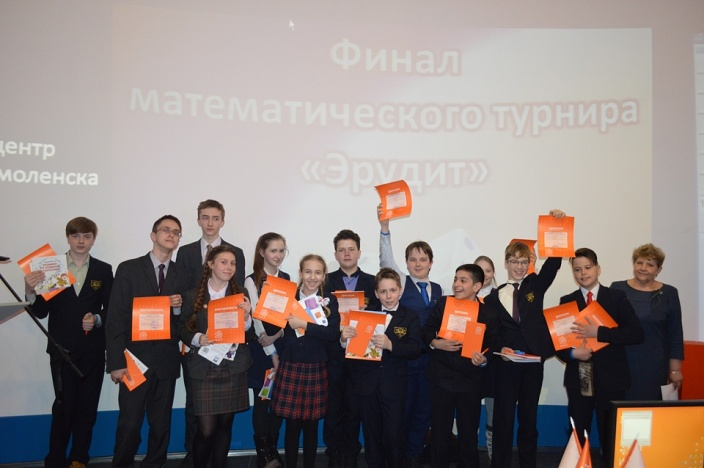 Финал
математического турнира
«Эрудит»
центр
моленска